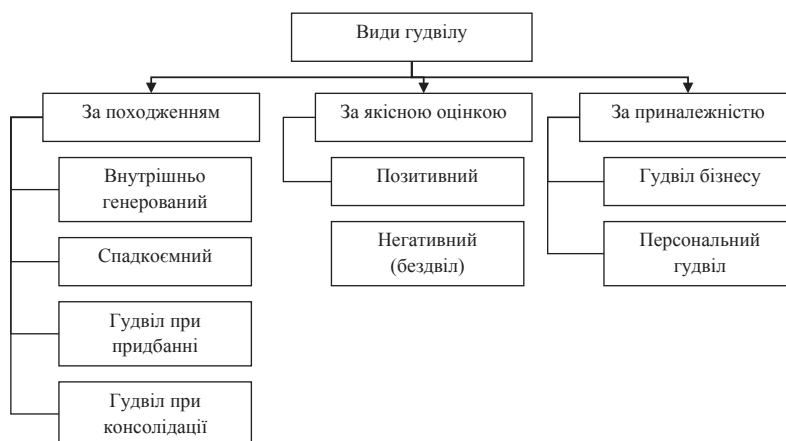 Види гудвілу
За походженням
За якісною оцінкою
За приналежністю
Внутрішньо
генерований
Спадкоємний
Гудвіл при
придбанні
Гудвіл при
консолідації
Позитивний
Негативний
(бездвіл)
Гудвіл бізнесу
Персональний
гудвіл